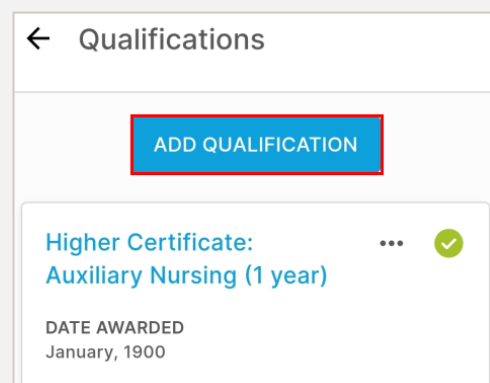 Qualifications
ADD QUALIFICATION
Higher Certificate:
Auxiliary Nursing (1 year)
DATE AWARDED
January, 1900